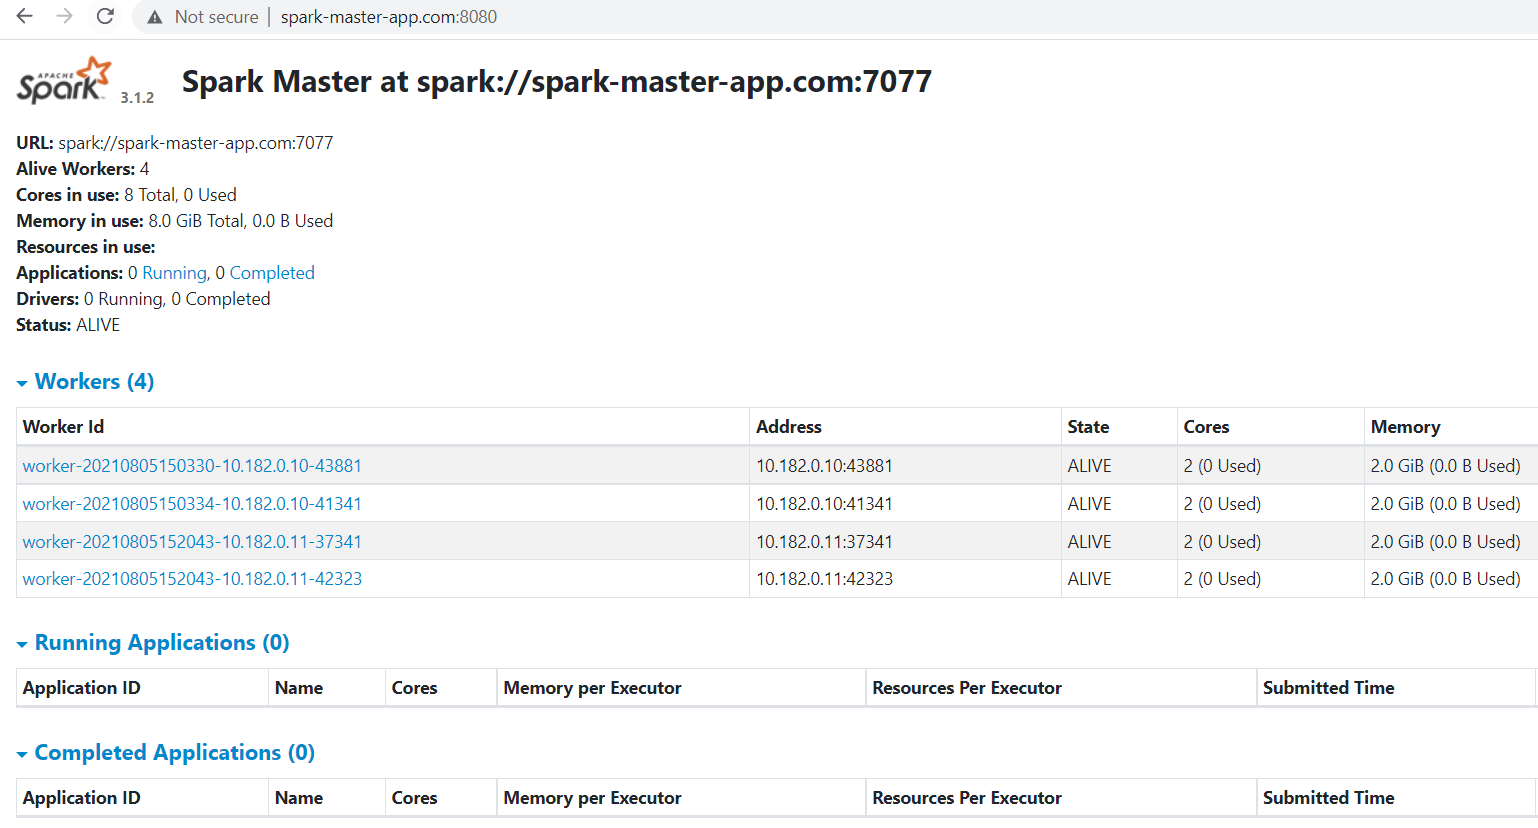 Not secure | spark-master-app.com:8080
APACHE
Spark™ 3.1.2 Spark Master at spark://spark-master-app.com:7077
URL: spark://spark-master-app.com:7077
Alive Workers: 4
Cores in use: 8 Total, 0 Used
Memory in use: 8.0 GiB Total, 0.0 B Used
Resources in use:
Applications: 0 Running, 0 Completed
Drivers: 0 Running, 0 Completed
Status: ALIVE
Workers (4)
Worker Id Address State Cores Memory
worker-20210805150330-10.182.0.10-43881 10.182.0.10:43881 ALIVE 2 (0 Used) 2.0 GiB (0.0 B Used)
worker-20210805150334-10.182.0.10-41341 10.182.0.10:41341 ALIVE 2 (0 Used) 2.0 GiB (0.0 B Used)
worker-20210805152043-10.182.0.11-37341 10.182.0.11:37341 ALIVE 2 (0 Used) 2.0 GiB (0.0 B Used)
worker-20210805152043-10.182.0.11-42323 10.182.0.11:42323 ALIVE 2 (0 Used) 2.0 GiB (0.0 B Used)
Running Applications (0)
Application ID Name Cores Memory per Executor Resources Per Executor Submitted Time
Completed Applications (0)
Application ID Name Cores Memory per Executor Resources Per Executor Submitted Time